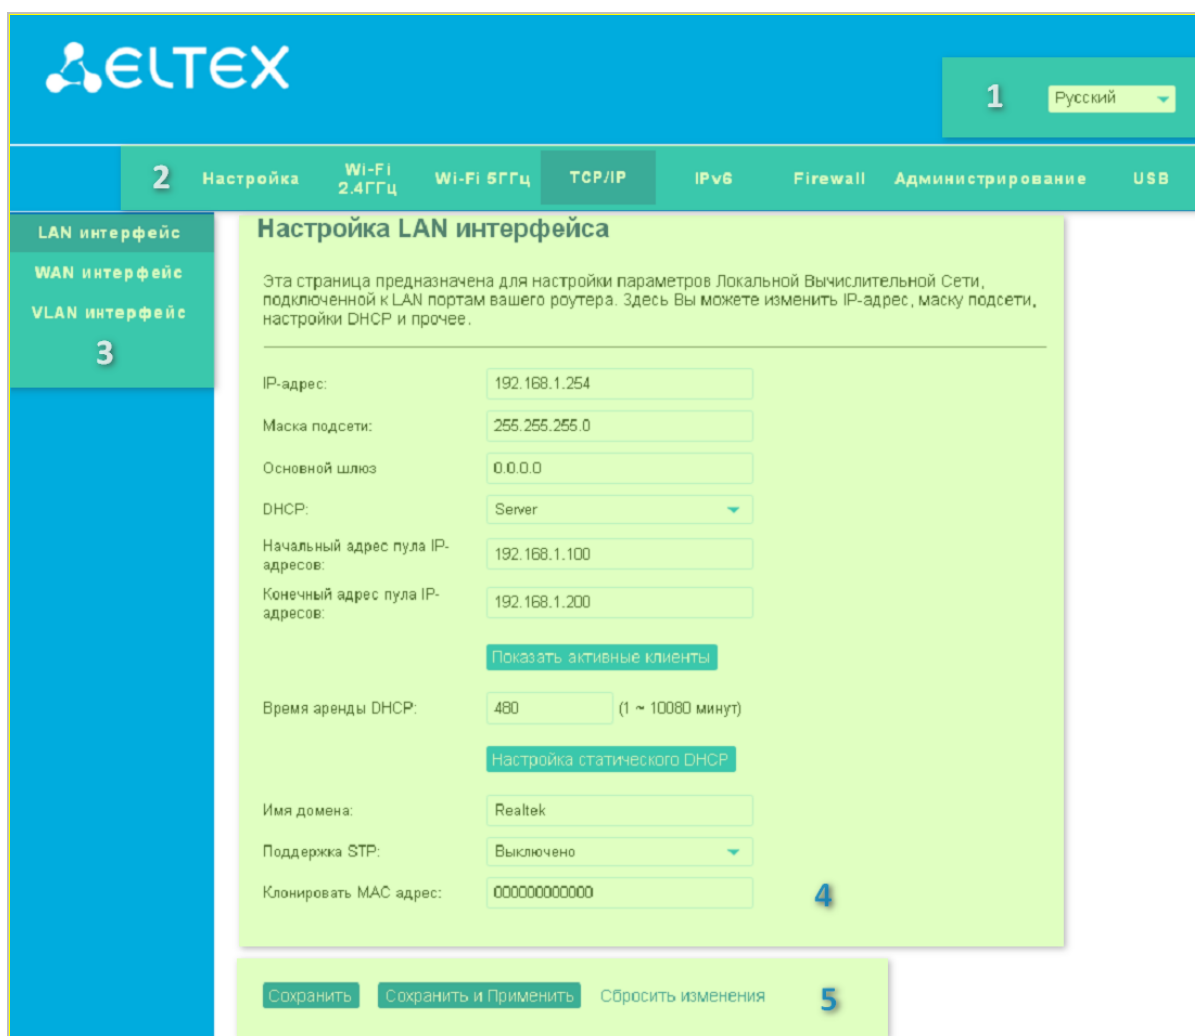 ELTEX
1 Русский
2 Настройка Wi-Fi 2.4ГГц Wi-Fi 5ГГц TCP/IP IPv6 Firewall Администрирование USB
LAN интерфейс
WAN интерфейс
VLAN интерфейс
3
Настройка LAN интерфейса
Эта страница предназначена для настройки параметров Локальной Вычислительной Сети,
подключенной к LAN портам вашего роутера. Здесь Вы можете изменить IP-адрес, маску подсети,
настройки DHCP и прочее.
IP-адрес: 192.168.1.254
Маска подсети: 255.255.255.0
Основной шлюз 0.0.0.0
DHCP: Server
Начальный адрес пула IP-
адресов: 192.168.1.100
Конечный адрес пула IP-
адресов: 192.168.1.200
Показать активные клиенты
Время аренды DHCP: 480 (1 ~ 10080 минут)
Настройка статического DHCP
Имя домена: Realtek
Поддержка STP: Выключено
Клонировать MAC адрес: 000000000000
4
Сохранить Сохранить и Применить Сбросить изменения 5